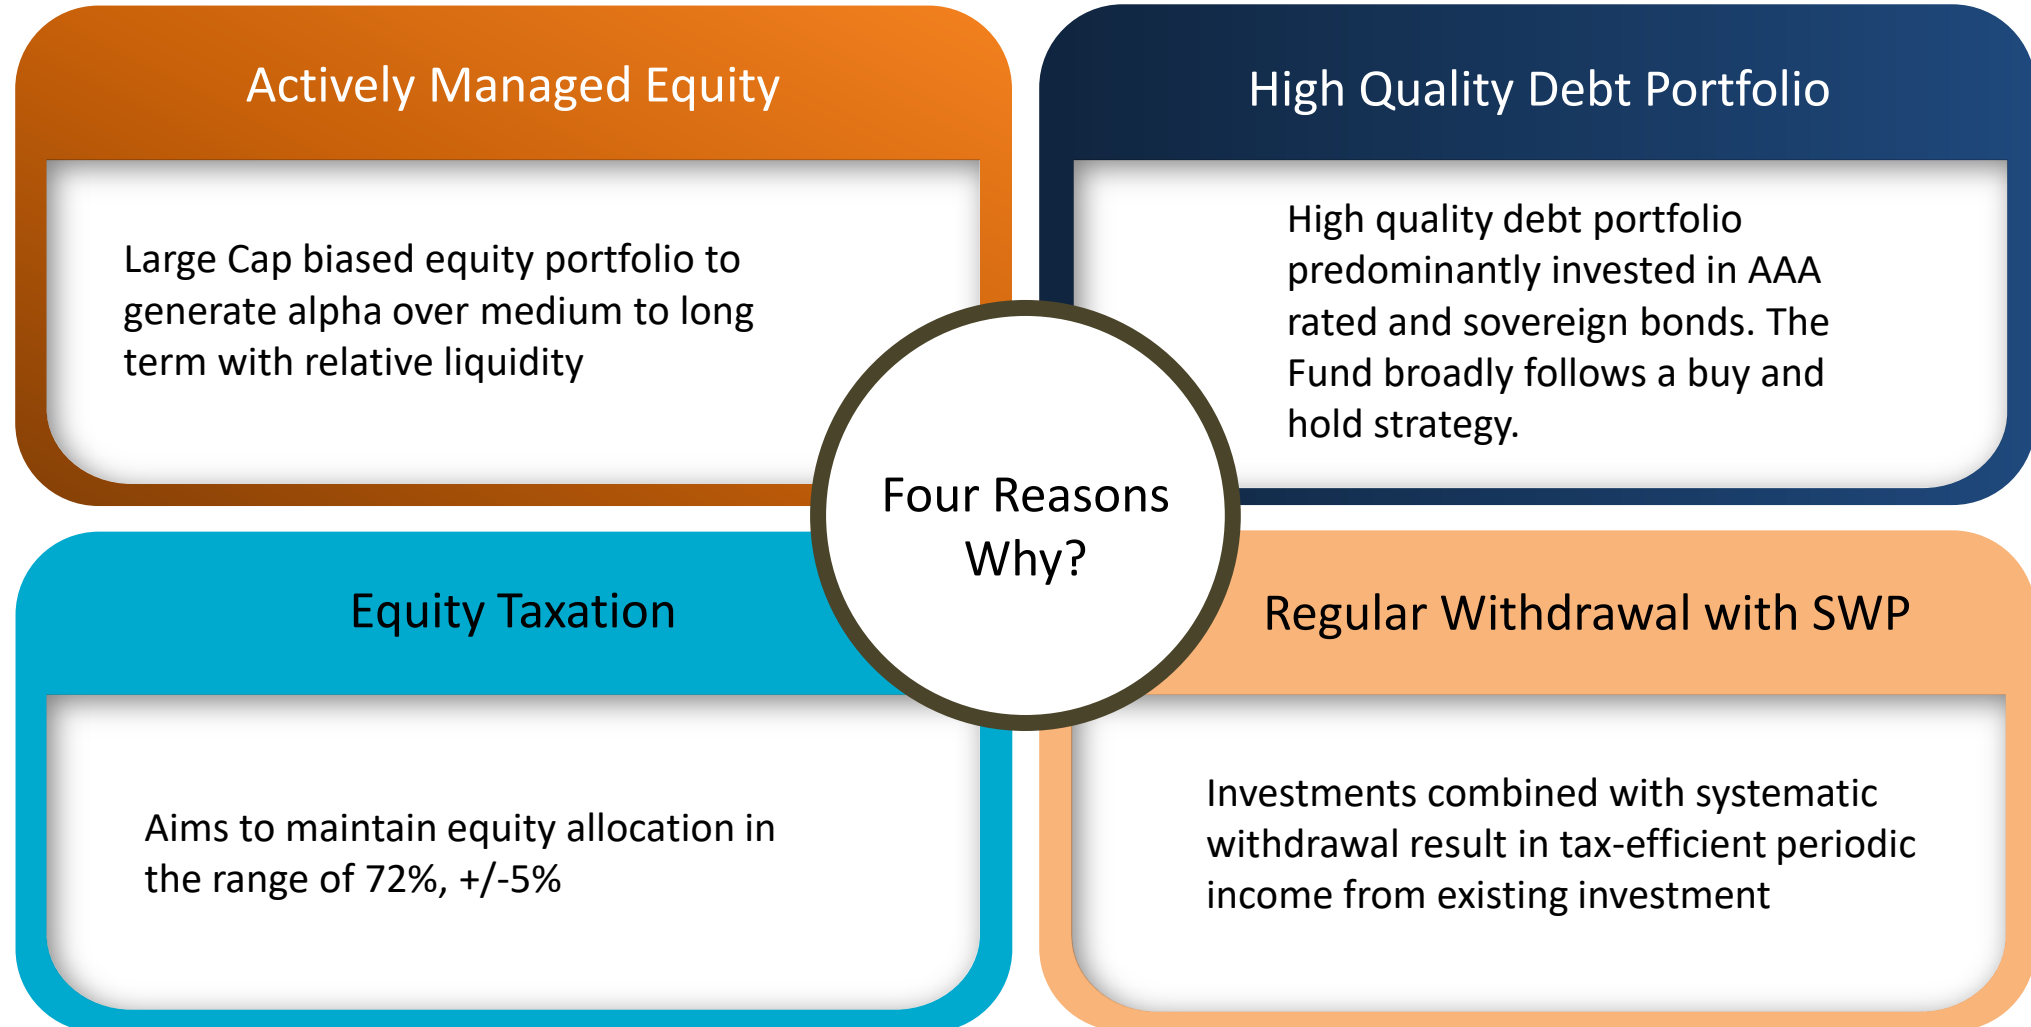 Actively Managed Equity
Large Cap biased equity portfolio to
generate alpha over medium to long
term with relative liquidity
High Quality Debt Portfolio
High quality debt portfolio
predominantly invested in AAA
rated and sovereign bonds. The
Fund broadly follows a buy and
hold strategy.
Four Reasons
Why?
Equity Taxation
Aims to maintain equity allocation in
the range of 72%, +/-5%
Regular Withdrawal with SWP
Investments combined with systematic
withdrawal result in tax-efficient periodic
income from existing investment